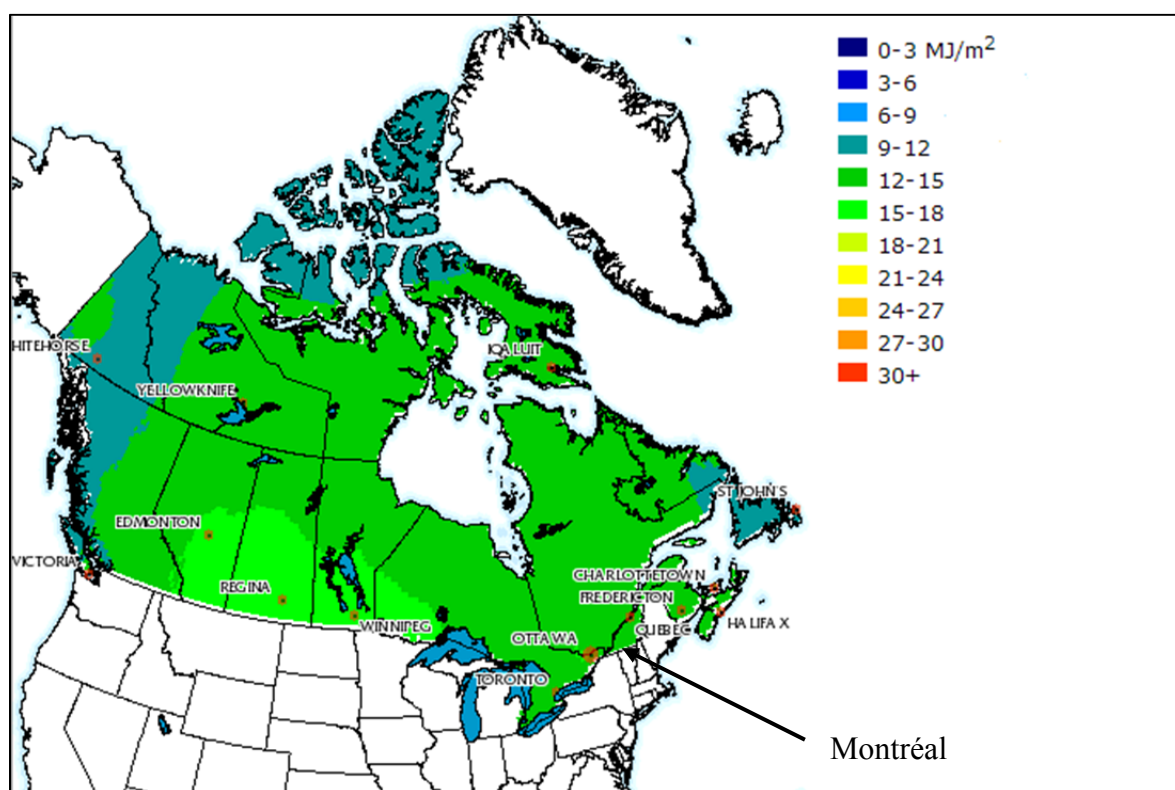 0-3 MJ/m²
3-6
6-9
9-12
12-15
15-18
18-21
21-24
24-27
27-30
30+
HITEHORSE
YELLOWKNIFE
IQALUIT
EDMONTON
ST JOHN'S
VICTORIA
REGINA
WINNIPEG
CHARLOTTETOWN
FREDERICTON
HALIFAX
QUEBEC
OTTAWA
TORONTO
Montréal